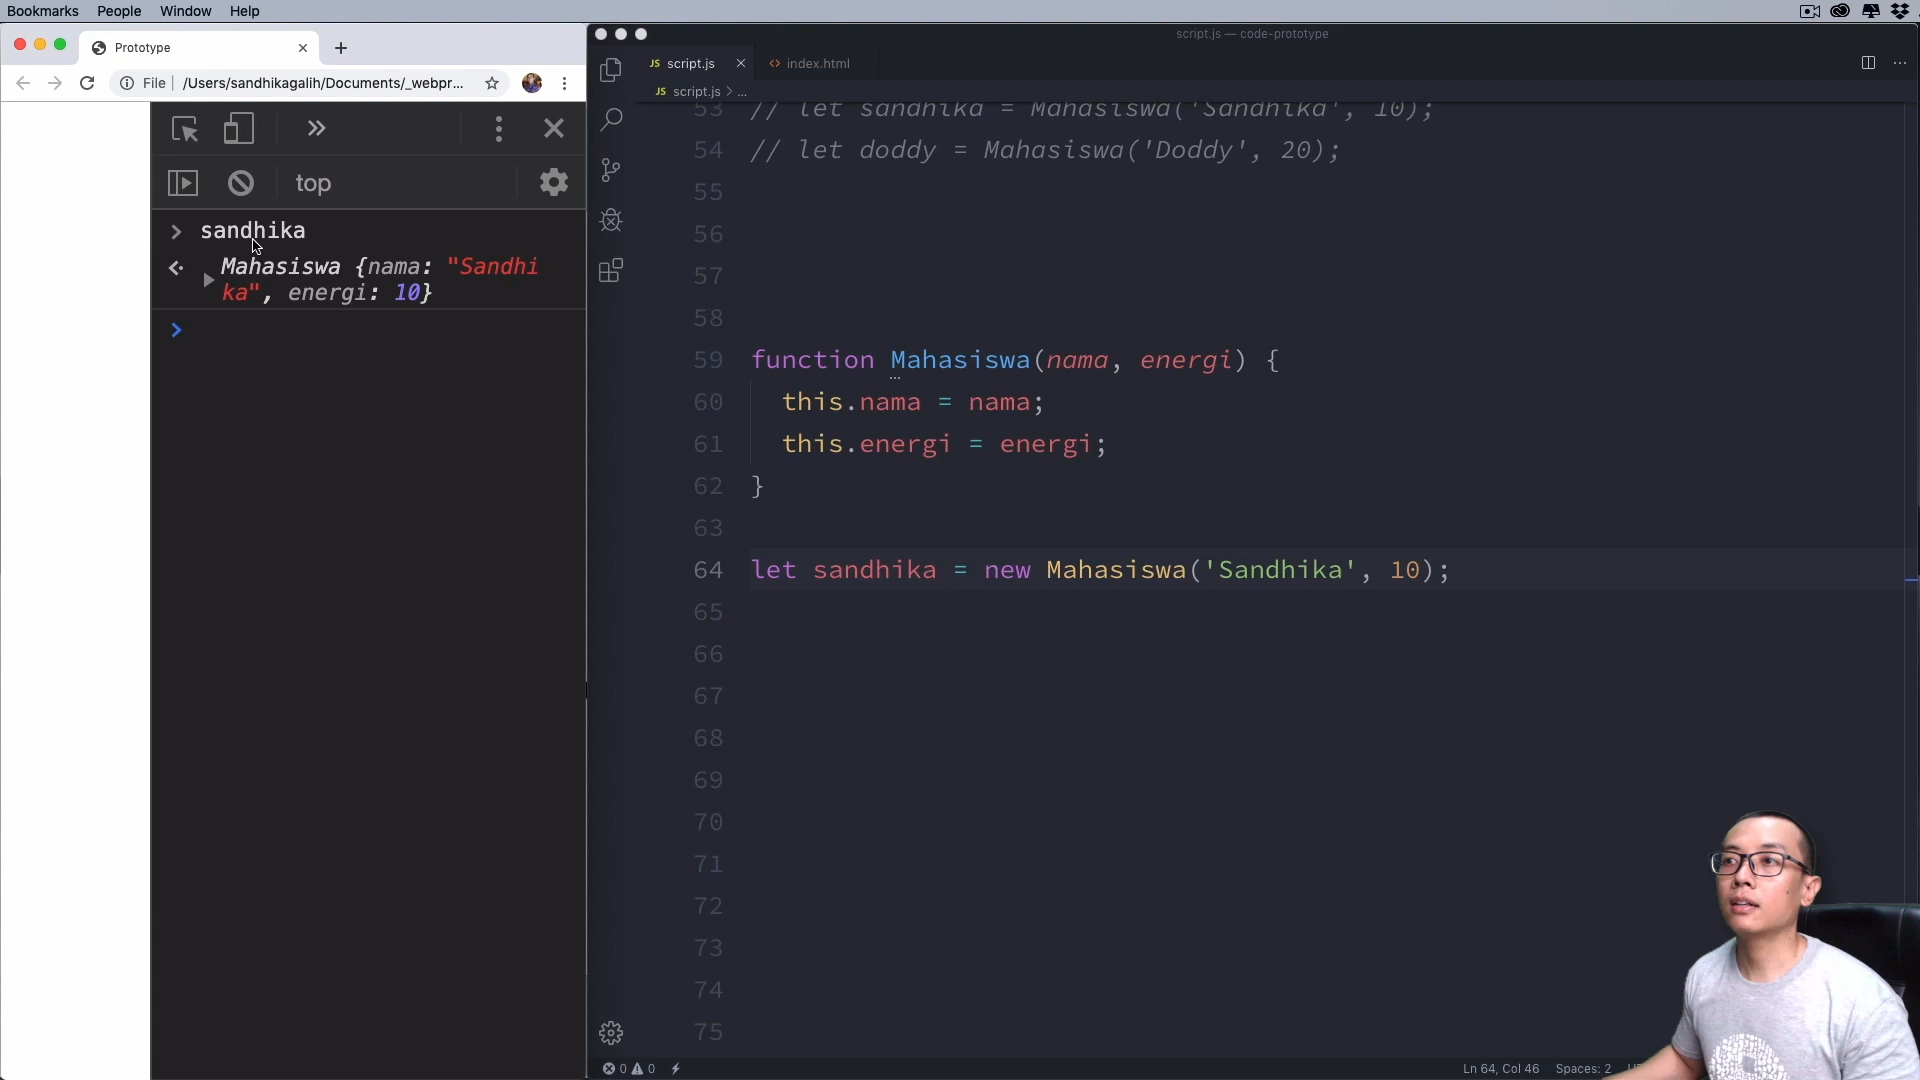 Bookmarks People Window Help
Prototype
File /Users/sandhikagalih/Documents/_webpr...
top
sandhika
Mahasiswa {nama: "Sandhi
ka", energi: 10}
script.js — code-prototype
script.js index.html
script.js > ...
53 // let sandhika = Mahasiswa('Sandhika', 10);
54 // let doddy = Mahasiswa('Doddy', 20);
55
56
57
58
59 function Mahasiswa(nama, energi) {
60 this.nama = nama;
61 this.energi = energi;
62 }
63
64 let sandhika = new Mahasiswa('Sandhika', 10);
65
66
67
68
69
70
71
72
73
74
75
0 0 Ln 64, Col 46 Spaces: 2